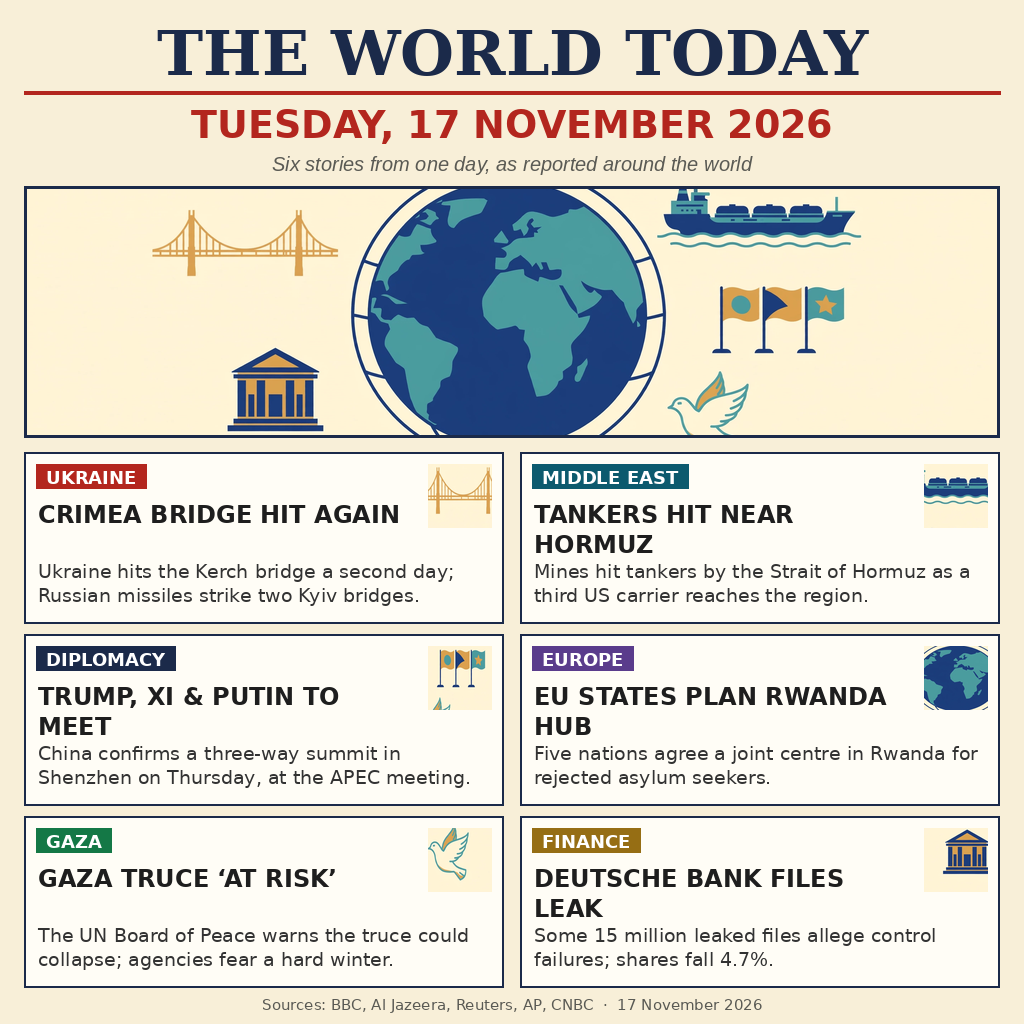 THE WORLD TODAY
TUESDAY, 17 NOVEMBER 2026
Six stories from one day, as reported around the world
UKRAINE
CRIMEA BRIDGE HIT AGAIN
Ukraine hits the Kerch bridge a second day;
Russian missiles strike two Kyiv bridges.
MIDDLE EAST
TANKERS HIT NEAR
HORMUZ
Mines hit tankers by the Strait of Hormuz as a
third US carrier reaches the region.
DIPLOMACY
TRUMP, XI & PUTIN TO
MEET
China confirms a three-way summit in
Shenzhen on Thursday, at the APEC meeting.
EUROPE
EU STATES PLAN RWANDA
HUB
Five nations agree a joint centre in Rwanda for
rejected asylum seekers.
GAZA
GAZA TRUCE ‘AT RISK’
The UN Board of Peace warns the truce could
collapse; agencies fear a hard winter.
FINANCE
DEUTSCHE BANK FILES
LEAK
Some 15 million leaked files allege control
failures; shares fall 4.7%.
Sources: BBC, Al Jazeera, Reuters, AP, CNBC · 17 November 2026